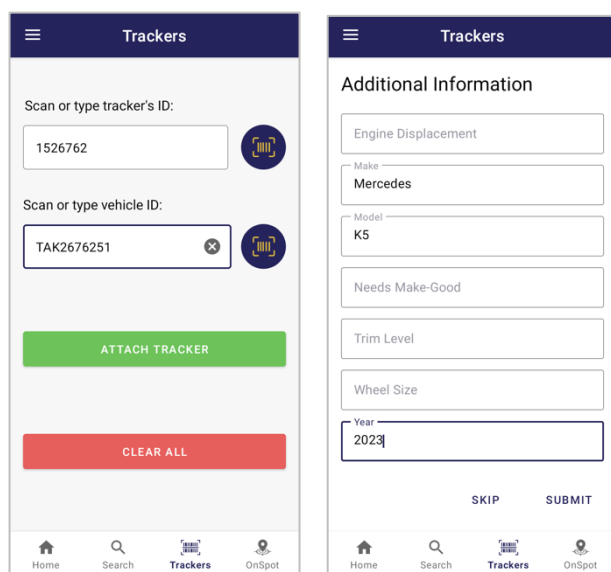 Trackers
Scan or type tracker's ID:
1526762
Scan or type vehicle ID:
TAK2676251
ATTACH TRACKER
CLEAR ALL
Home Search Trackers OnSpot
Trackers
Additional Information
Engine Displacement
Make
Mercedes
Model
K5
Needs Make-Good
Trim Level
Wheel Size
Year
2023
SKIP SUBMIT
Home Search Trackers OnSpot